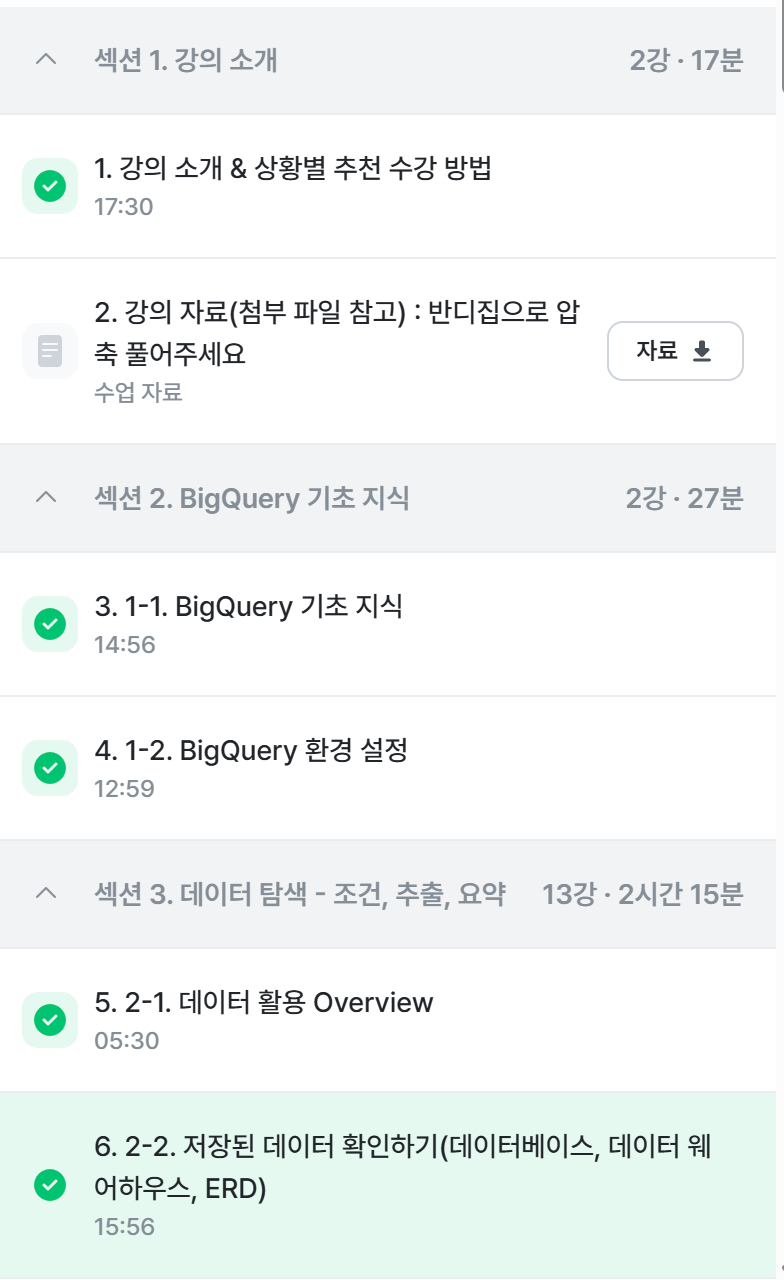 섹션 1. 강의 소개
2강 · 17분
1. 강의 소개 & 상황별 추천 수강 방법
17:30
2. 강의 자료(첨부 파일 참고) : 반디집으로 압
축 풀어주세요
수업 자료
자료
섹션 2. BigQuery 기초 지식
2강 · 27분
3. 1-1. BigQuery 기초 지식
14:56
4. 1-2. BigQuery 환경 설정
12:59
섹션 3. 데이터 탐색 - 조건, 추출, 요약
13강 · 2시간 15분
5. 2-1. 데이터 활용 Overview
05:30
6. 2-2. 저장된 데이터 확인하기(데이터베이스, 데이터 웨
어하우스, ERD)
15:56